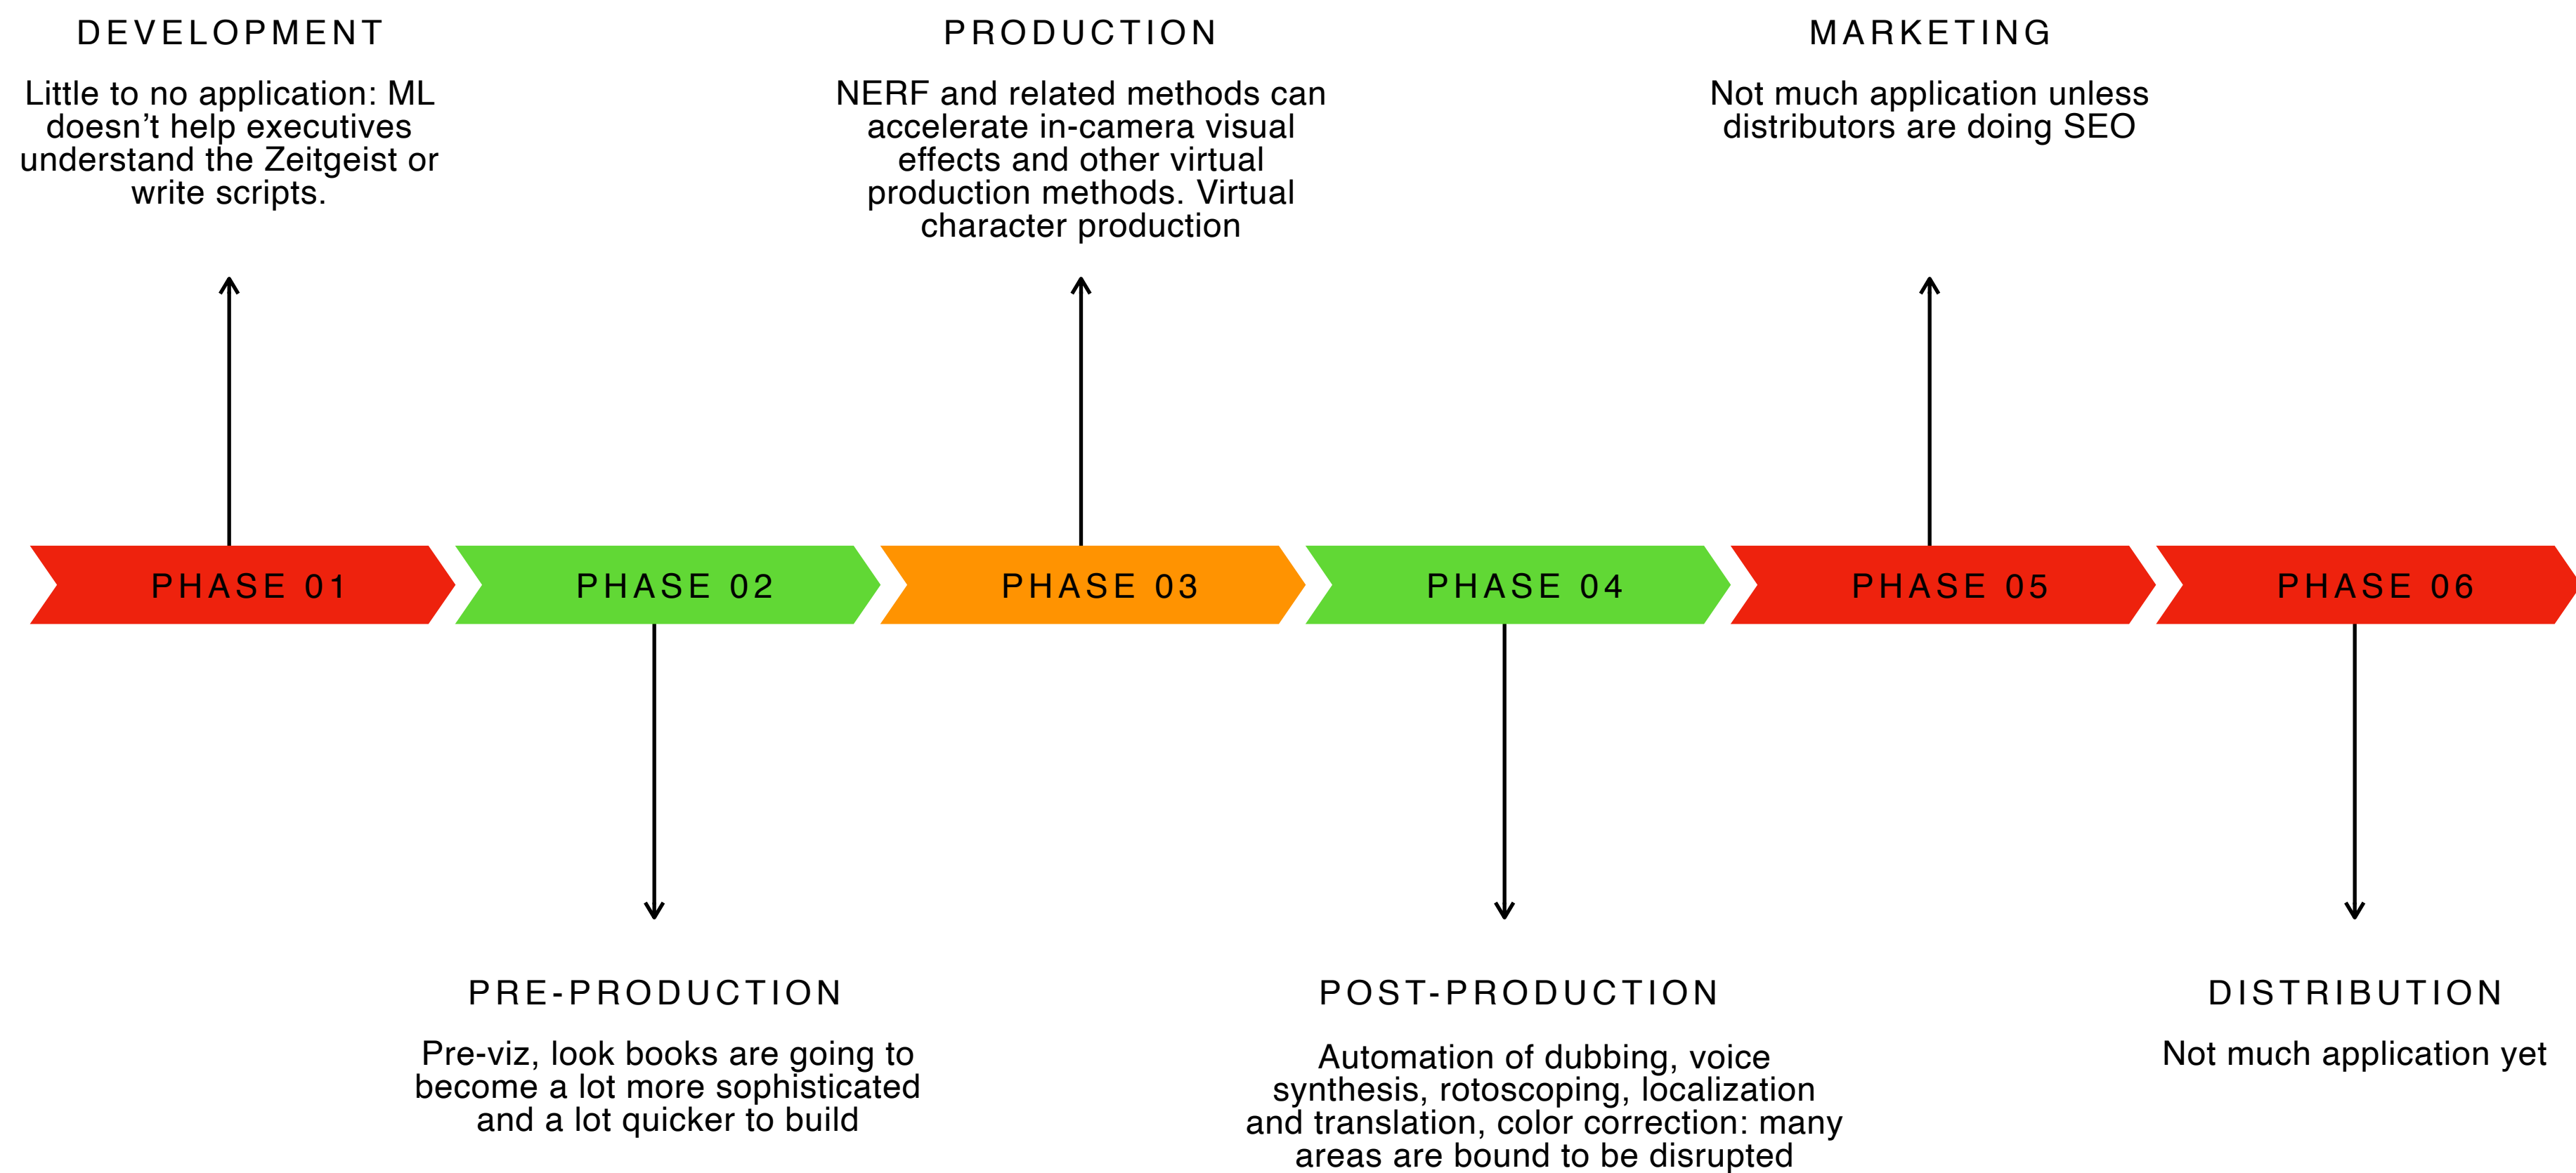 DEVELOPMENT
Little to no application: ML
doesn’t help executives
understand the Zeitgeist or
write scripts.
PRODUCTION
NERF and related methods can
accelerate in-camera visual
effects and other virtual
production methods. Virtual
character production
MARKETING
Not much application unless
distributors are doing SEO
PHASE 01
PHASE 02
PHASE 03
PHASE 04
PHASE 05
PHASE 06
PRE-PRODUCTION
Pre-viz, look books are going to
become a lot more sophisticated
and a lot quicker to build
POST-PRODUCTION
Automation of dubbing, voice
synthesis, rotoscoping, localization
and translation, color correction: many
areas are bound to be disrupted
DISTRIBUTION
Not much application yet